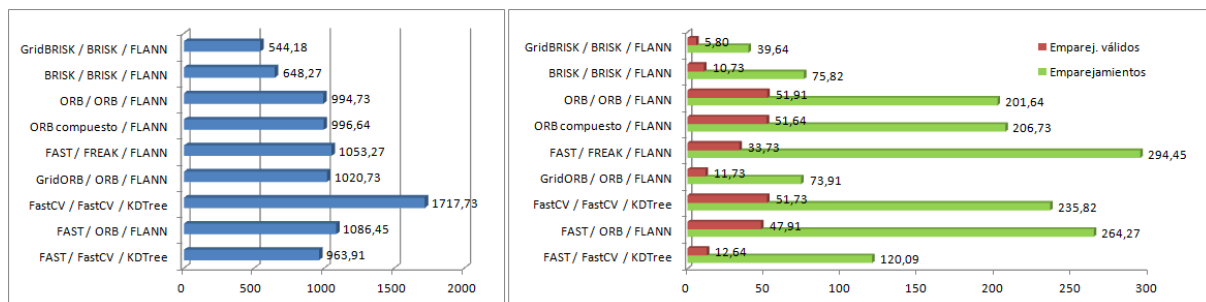 GridBRISK / BRISK / FLANN 544,18
BRISK / BRISK / FLANN 648,27
ORB / ORB / FLANN 994,73
ORB compuesto / FLANN 996,64
FAST / FREAK / FLANN 1053,27
GridORB / ORB / FLANN 1020,73
FastCV / FastCV / KDTree 1717,73
FAST / ORB / FLANN 1086,45
FAST / FastCV / KDTree 963,91
0 500 1000 1500 2000
GridBRISK / BRISK / FLANN 5,80 39,64
BRISK / BRISK / FLANN 10,73 75,82
ORB / ORB / FLANN 51,91 201,64
ORB compuesto / FLANN 51,64 206,73
FAST / FREAK / FLANN 33,73 294,45
GridORB / ORB / FLANN 11,73 73,91
FastCV / FastCV / KDTree 51,73 235,82
FAST / ORB / FLANN 47,91 264,27
FAST / FastCV / KDTree 12,64 120,09
0 50 100 150 200 250 300
Emparej. válidos
Emparejamientos